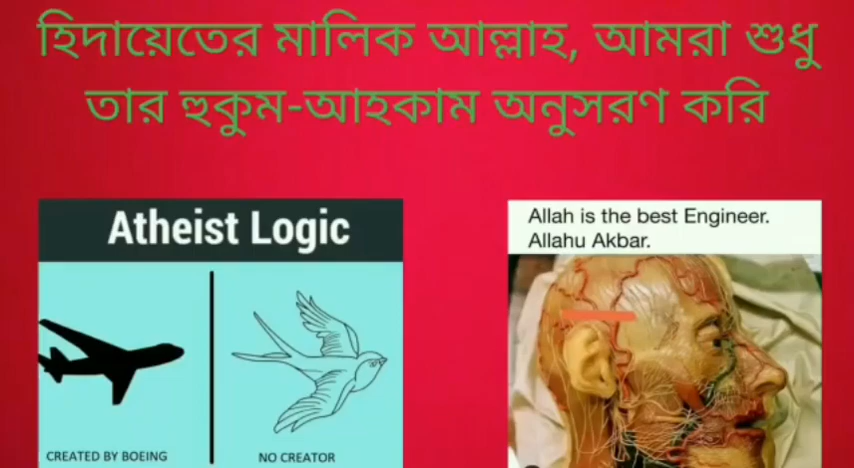 হিদায়েতের মালিক আল্লাহ, আমরা শুধু
তার হুকুম-আহকাম অনুসরণ করি
Atheist Logic
CREATED BY BOEING
NO CREATOR
Allah is the best Engineer.
Allahu Akbar.